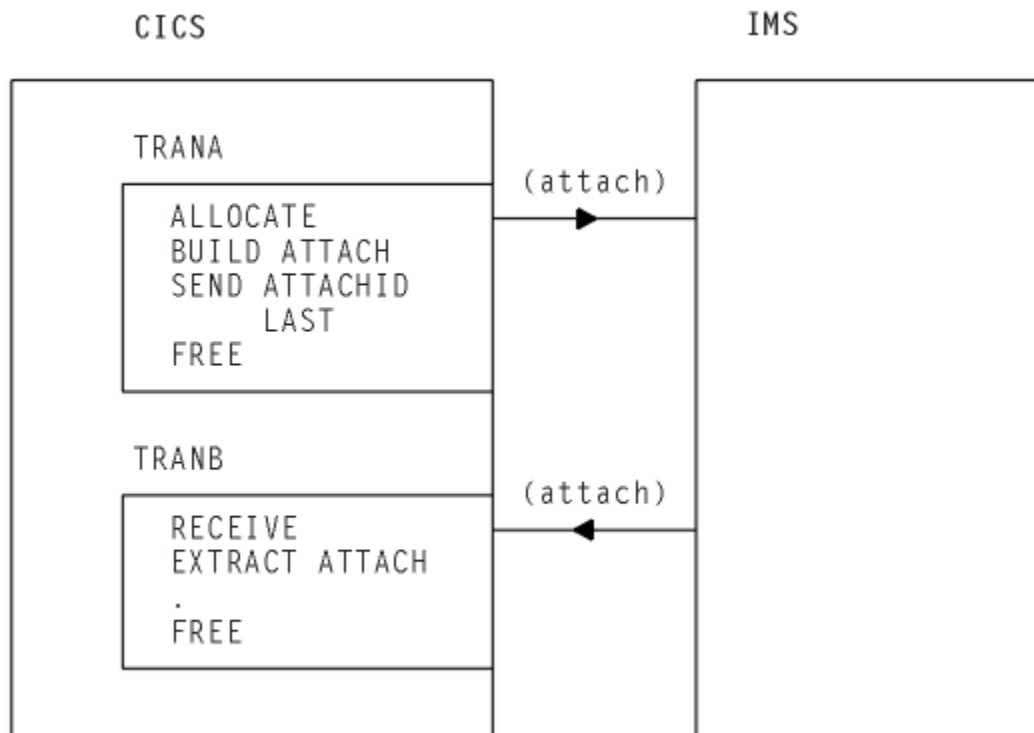 CICS
IMS
TRANA
(attach)
ALLOCATE
BUILD ATTACH
SEND ATTACHID
LAST
FREE
TRANB
(attach)
RECEIVE
EXTRACT ATTACH
.
FREE